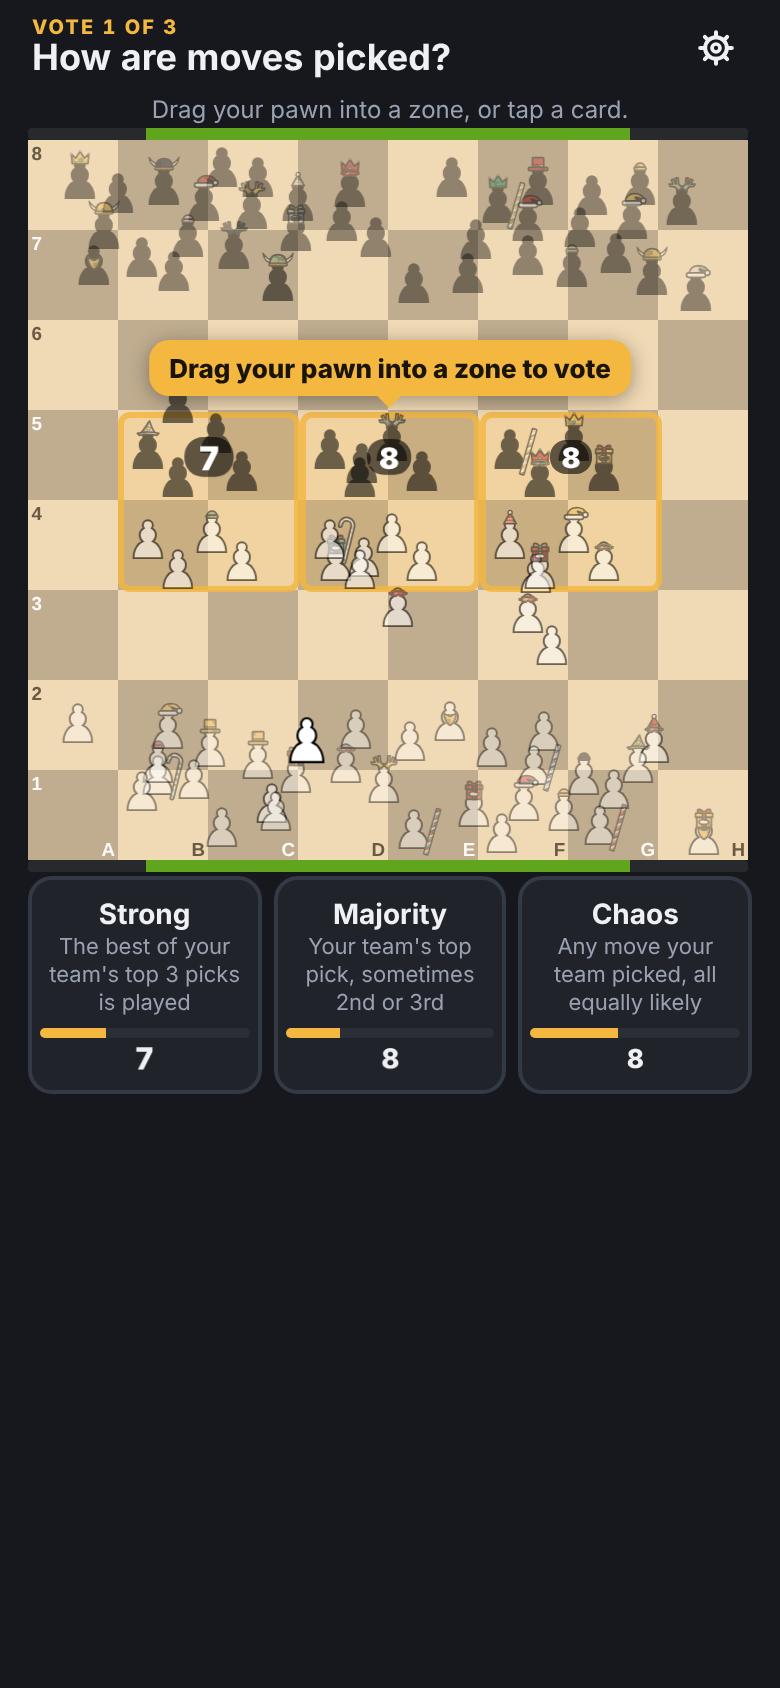 VOTE 1 OF 3
How are moves picked?
Drag your pawn into a zone, or tap a card.
8
7
6
Drag your pawn into a zone to vote
5
7
8
8
4
3
2
1
A
B
C
D
E
F
G
H
Strong
The best of your
team's top 3 picks
is played
7
Majority
Your team's top
pick, sometimes
2nd or 3rd
8
Chaos
Any move your
team picked, all
equally likely
8